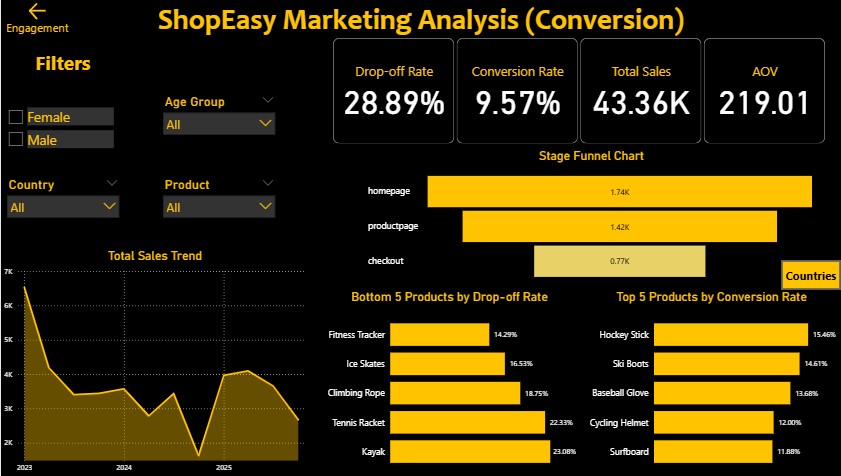 ShopEasy Marketing Analysis (Conversion)
Engagement
Filters
Female
Male
Age Group
All
Country
All
Product
All
Drop-off Rate
28.89%
Conversion Rate
9.57%
Total Sales
43.36K
AOV
219.01
Stage Funnel Chart
homepage
1.74K
productpage
1.42K
checkout
0.77K
Countries
Total Sales Trend
7K
6K
5K
4K
3K
2K
2023
2024
2025
Bottom 5 Products by Drop-off Rate
Fitness Tracker
14.29%
Ice Skates
16.53%
Climbing Rope
18.75%
Tennis Racket
22.33%
Kayak
23.08%
Top 5 Products by Conversion Rate
Hockey Stick
15.46%
Ski Boots
14.61%
Baseball Glove
13.68%
Cycling Helmet
12.00%
Surfboard
11.88%